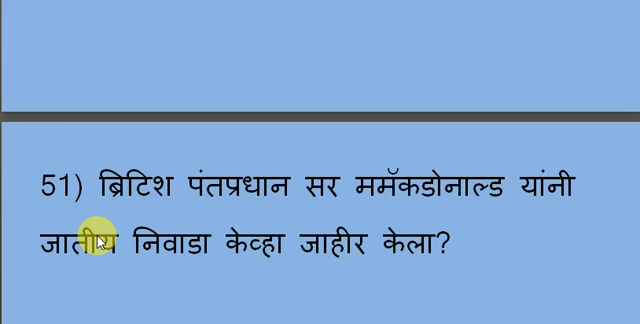 51) ब्रिटिश पंतप्रधान सर ममॅकडोनाल्ड यांनी
जातीय निवाडा केव्हा जाहीर केला?